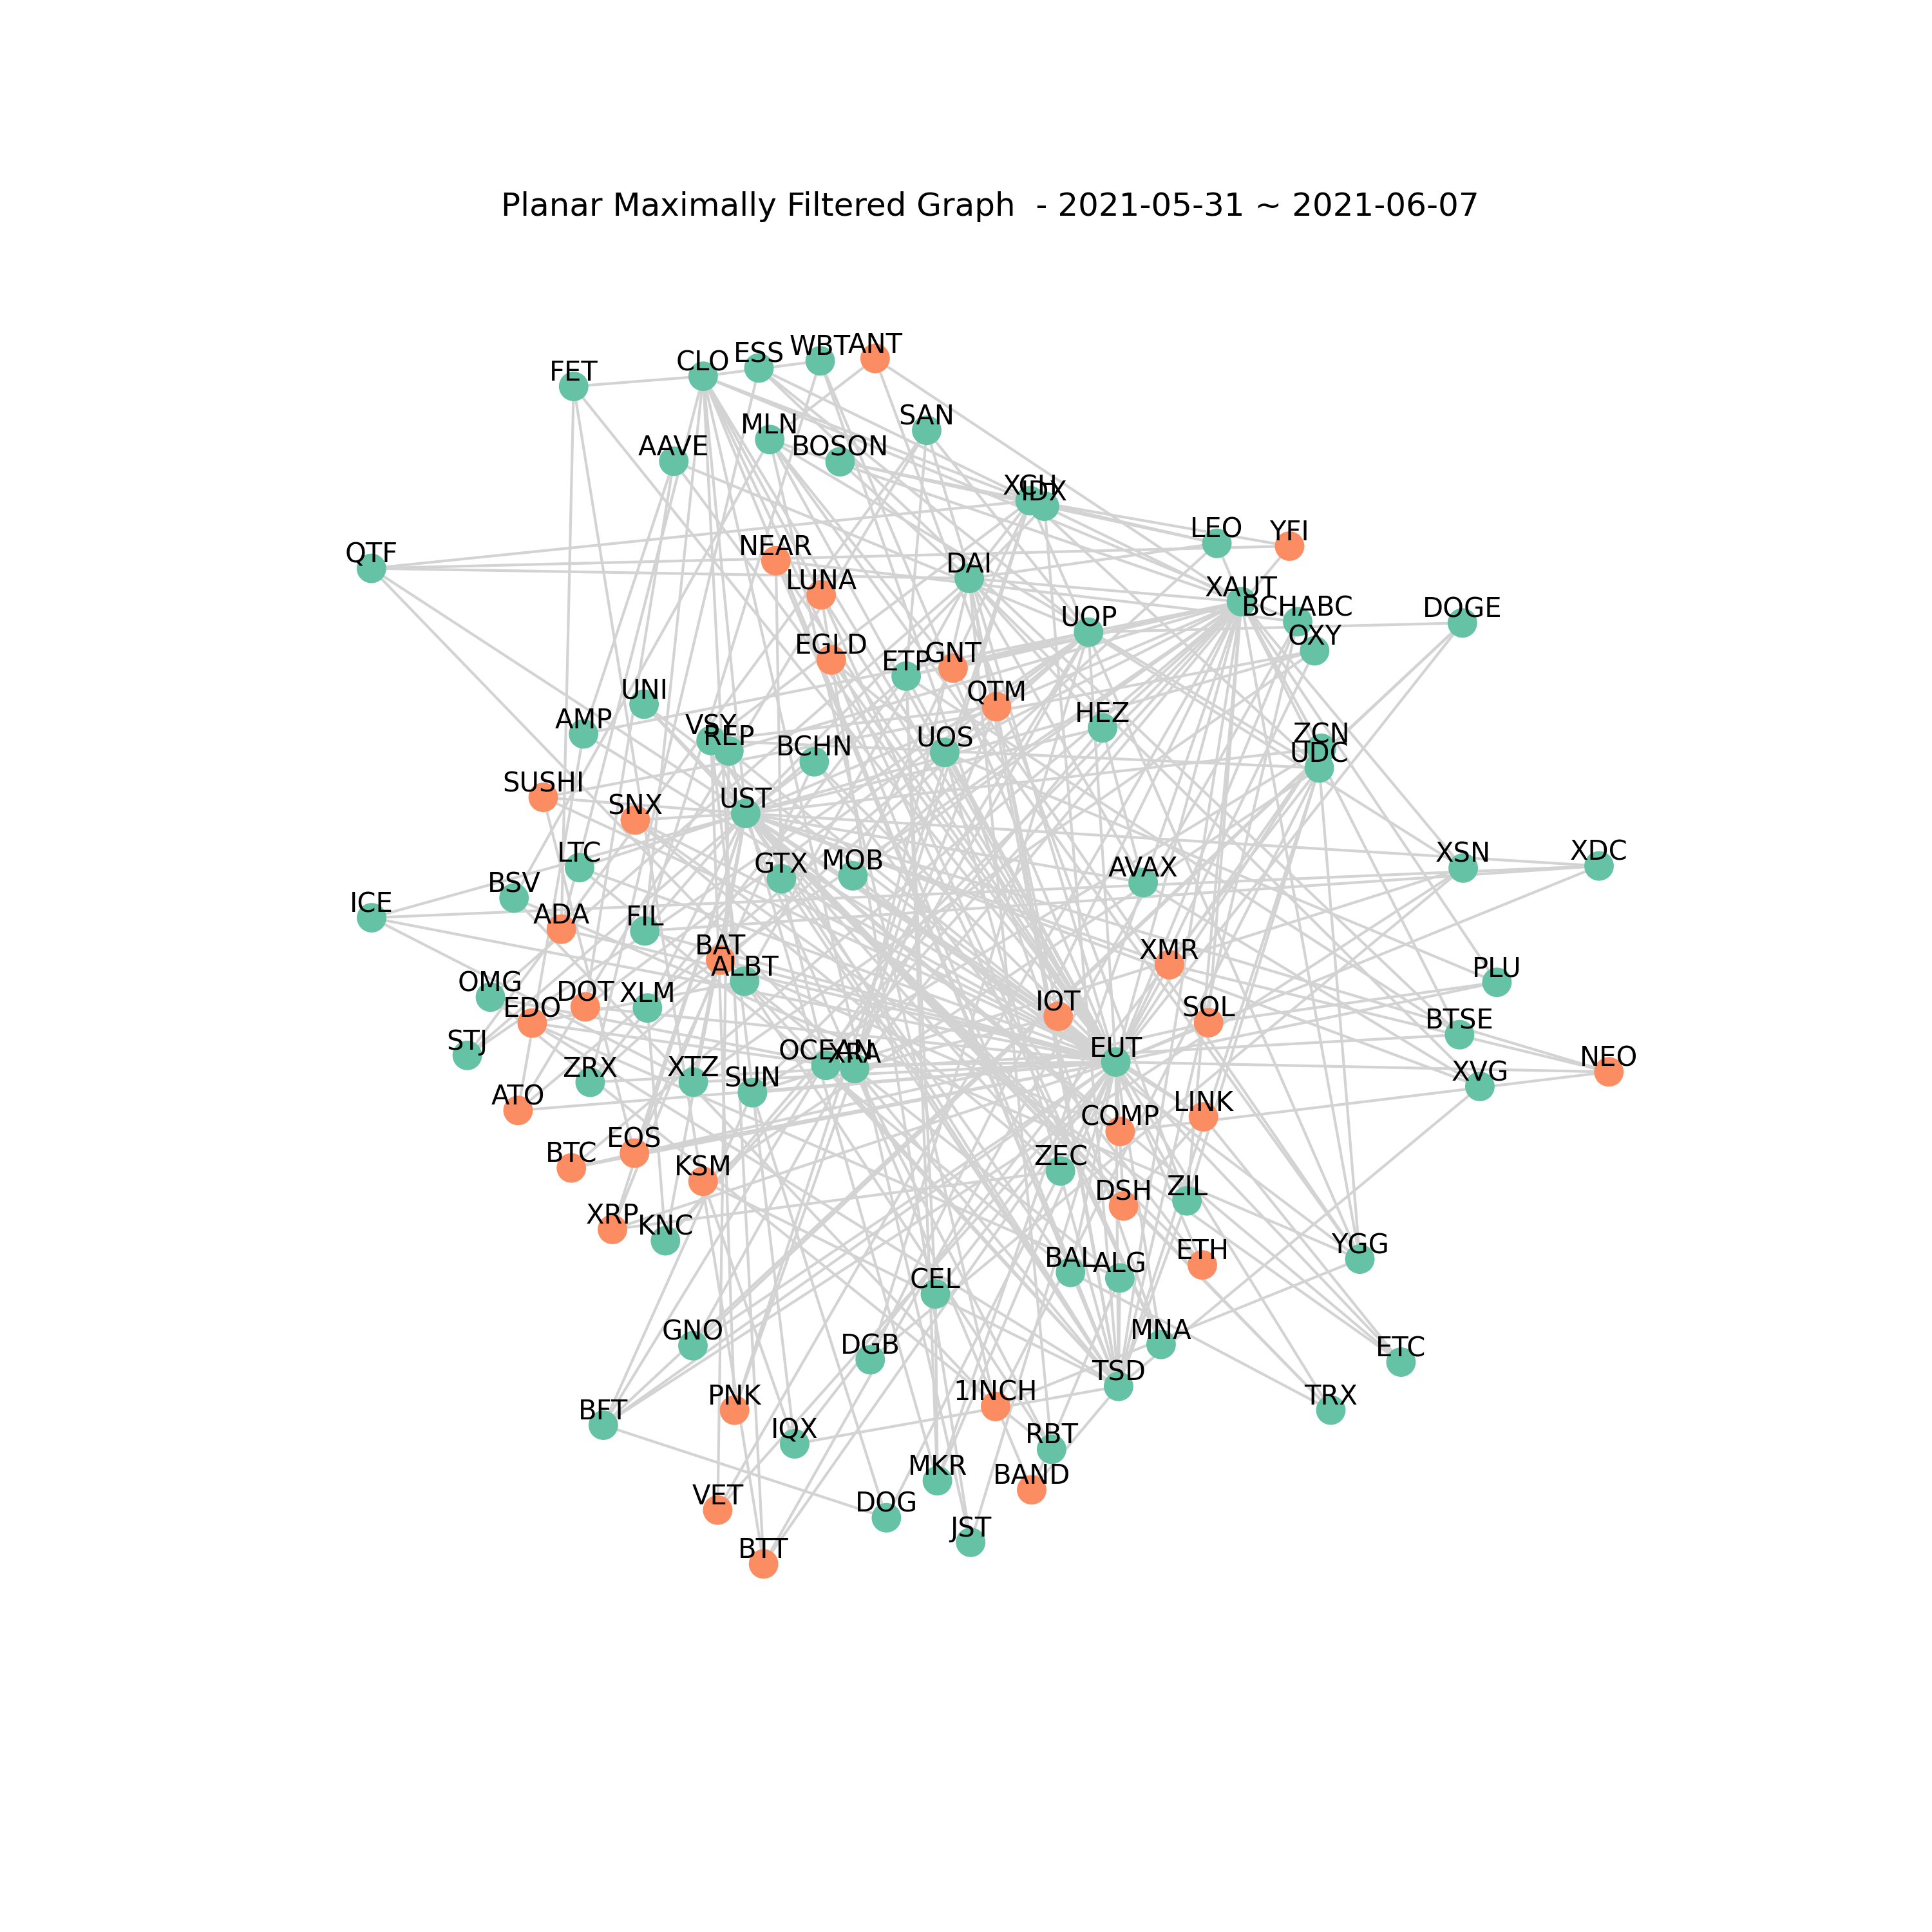 Planar Maximally Filtered Graph - 2021-05-31 ~ 2021-06-07
ANT
WBT
ESS
CLO
FET
SAN
MLN
BOSON
AAVE
IDX
LEO
YFI
NEAR
QTF
DAI
LUNA
XAUT
BCHABC
DOGE
UOP
OXY
EGLD
GNT
ETP
UNI
QTM
HEZ
AMP
VSY
REP
ZCN
UOS
BCHN
UDC
SUSHI
UST
SNX
LTC
MOB
XDC
XSN
GTX
AVAX
BSV
ICE
ADA
FIL
BAT
XMR
ALBT
PLU
OMG
DOT
XLM
IOT
EDO
SOL
BTSE
STJ
EUT
OCEAN
XRA
NEO
ZRX
XTZ
XVG
SUN
ATO
LINK
COMP
EOS
BTC
ZEC
KSM
ZIL
DSH
XRP
KNC
YGG
ETH
BAL
ALG
CEL
GNO
MNA
DGB
ETC
TSD
1INCH
TRX
PNK
BFT
IQX
RBT
MKR
BAND
VET
DOG
JST
BTT